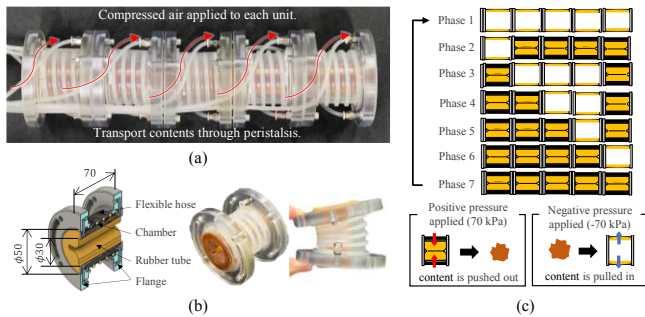 Compressed air applied to each unit.
Transport contents through peristalsis.
(a)
70
Flexible hose
Chamber
Rubber tube
Flange
ϕ50
ϕ30
(b)
Phase 1
Phase 2
Phase 3
Phase 4
Phase 5
Phase 6
Phase 7
Positive pressure
applied (70 kPa)
content is pushed out
Negative pressure
applied (-70 kPa)
content is pulled in
(c)